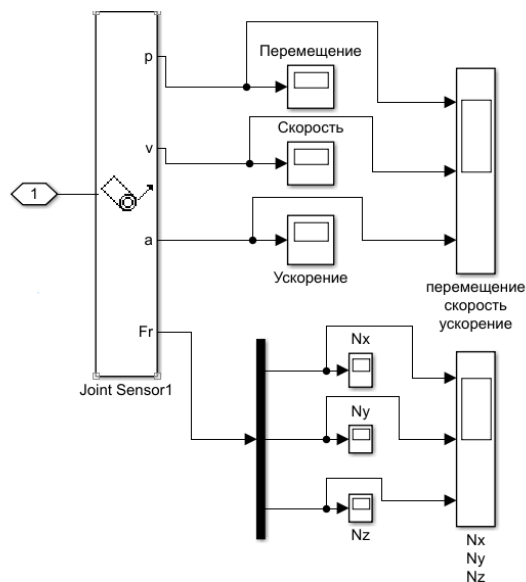 p
Перемещение
v
Скорость
1
a
Ускорение
перемещение
скорость
ускорение
Fr
Joint Sensor1
Nx
Ny
Nz
Nx
Ny
Nz